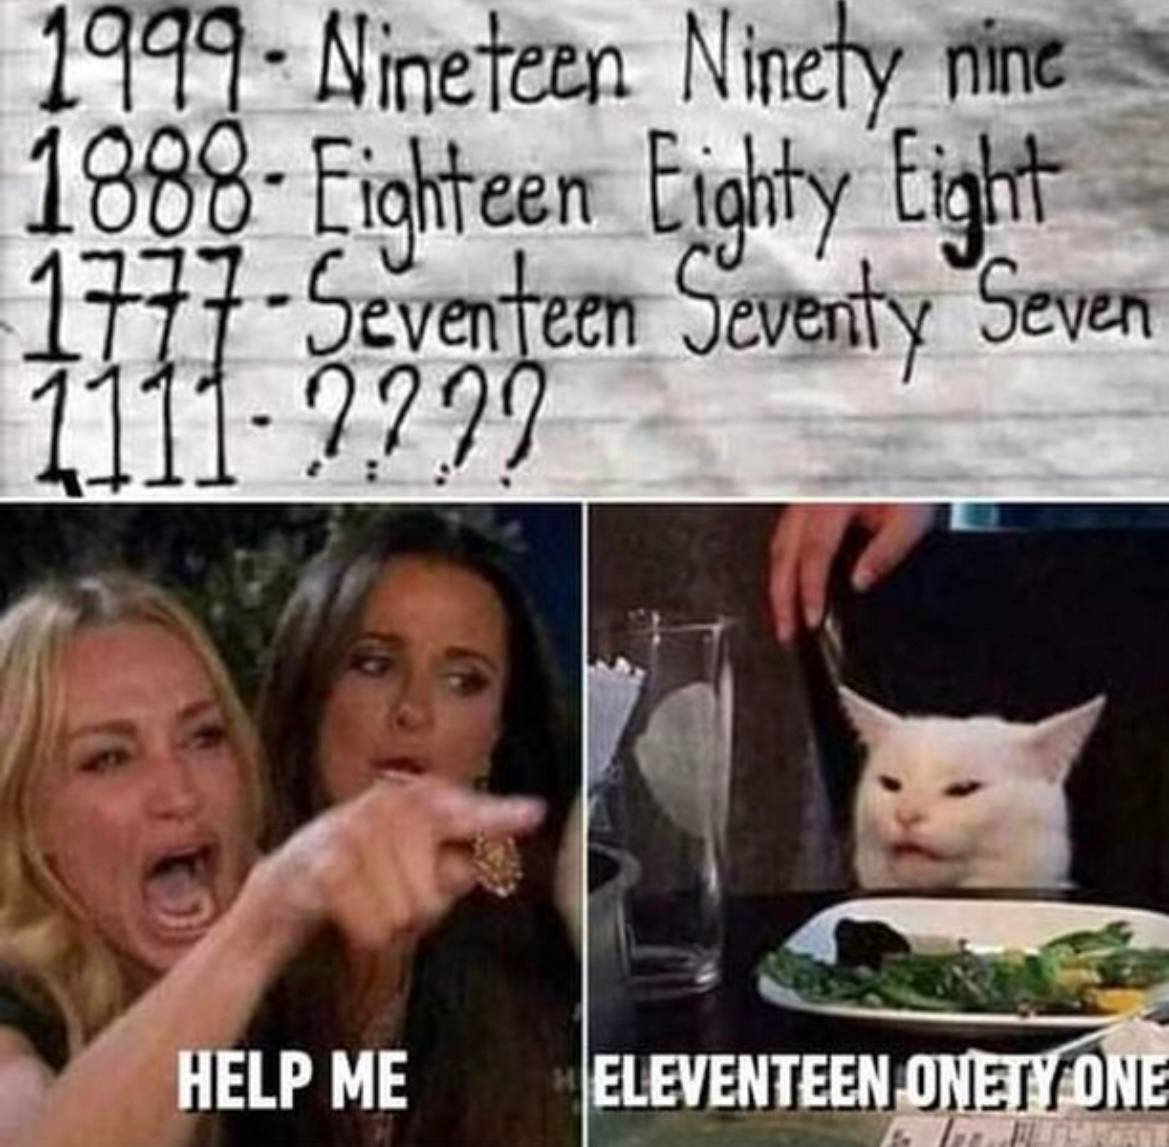 1999- Nineteen Ninety nine
1888- Eighteen Eighty Eight
1777- Seventeen Seventy Seven
1111- ????
HELP ME
ELEVENTEEN ONETY ONE